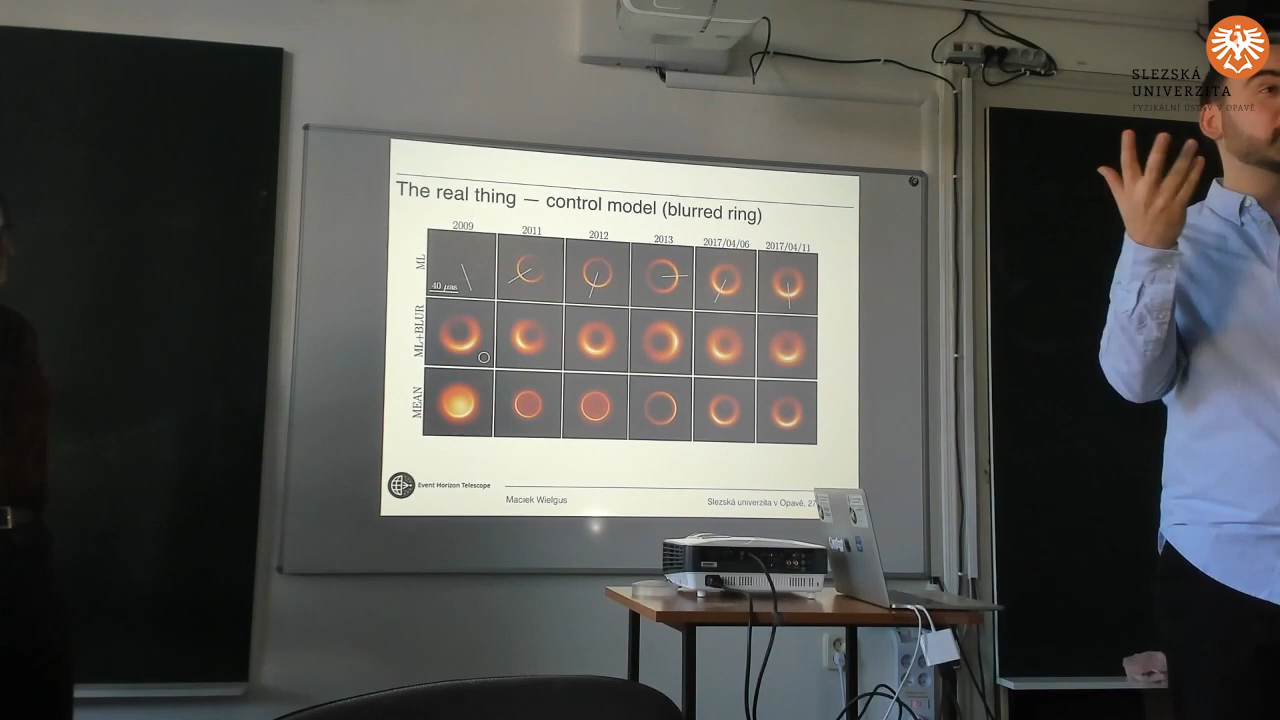 SLEZSKÁ
UNIVERZITA
FYZIKÁLNÍ ÚSTAV V OPAVĚ
The real thing — control model (blurred ring)
2009 2011 2012 2013 2017/04/06 2017/04/11
ML
40 μas
ML+BLUR
MEAN
Event Horizon Telescope
Maciek Wielgus
Slezská univerzita v Opavě, 27